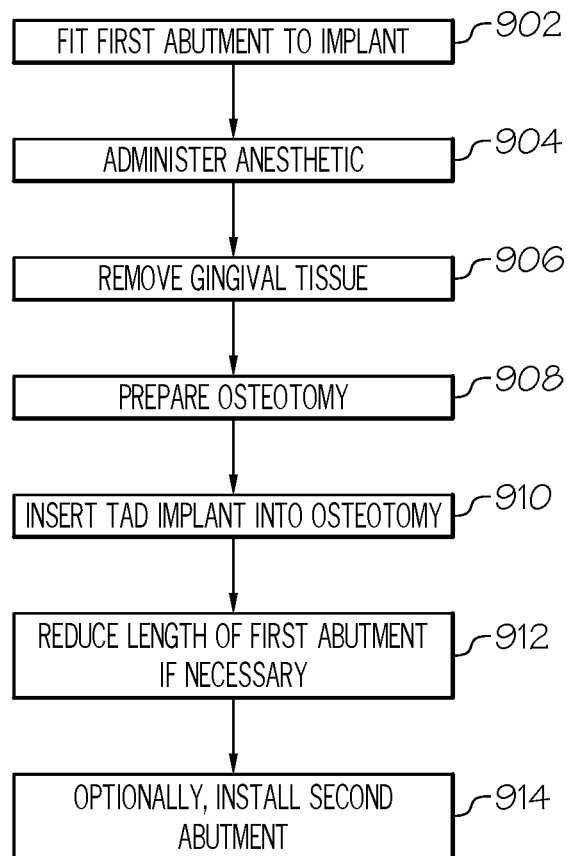 FIT FIRST ABUTMENT TO IMPLANT
902
ADMINISTER ANESTHETIC
904
REMOVE GINGIVAL TISSUE
906
PREPARE OSTEOTOMY
908
INSERT TAD IMPLANT INTO OSTEOTOMY
910
REDUCE LENGTH OF FIRST ABUTMENT
IF NECESSARY
912
OPTIONALLY, INSTALL SECOND
ABUTMENT
914